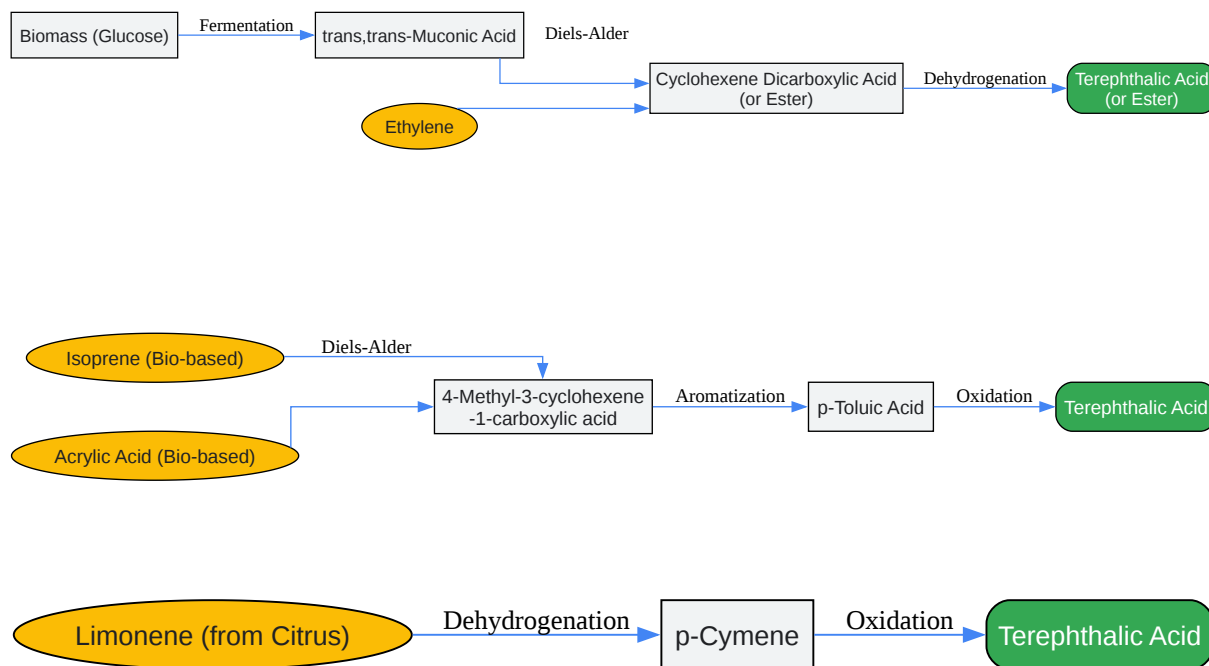 Biomass (Glucose)
Fermentation
trans,trans-Muconic Acid
Diels-Alder
Ethylene
Cyclohexene Dicarboxylic Acid
(or Ester)
Dehydrogenation
Terephthalic Acid
(or Ester)
Isoprene (Bio-based)
Diels-Alder
Acrylic Acid (Bio-based)
4-Methyl-3-cyclohexene
-1-carboxylic acid
Aromatization
p-Toluic Acid
Oxidation
Terephthalic Acid
Limonene (from Citrus)
Dehydrogenation
p-Cymene
Oxidation
Terephthalic Acid